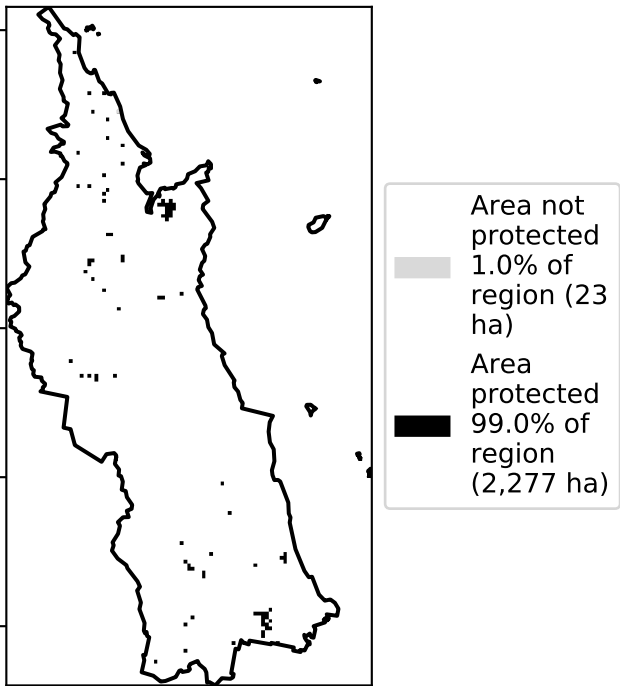 Area not
protected
1.0% of
region (23
ha)
Area
protected
99.0% of
region
(2,277 ha)